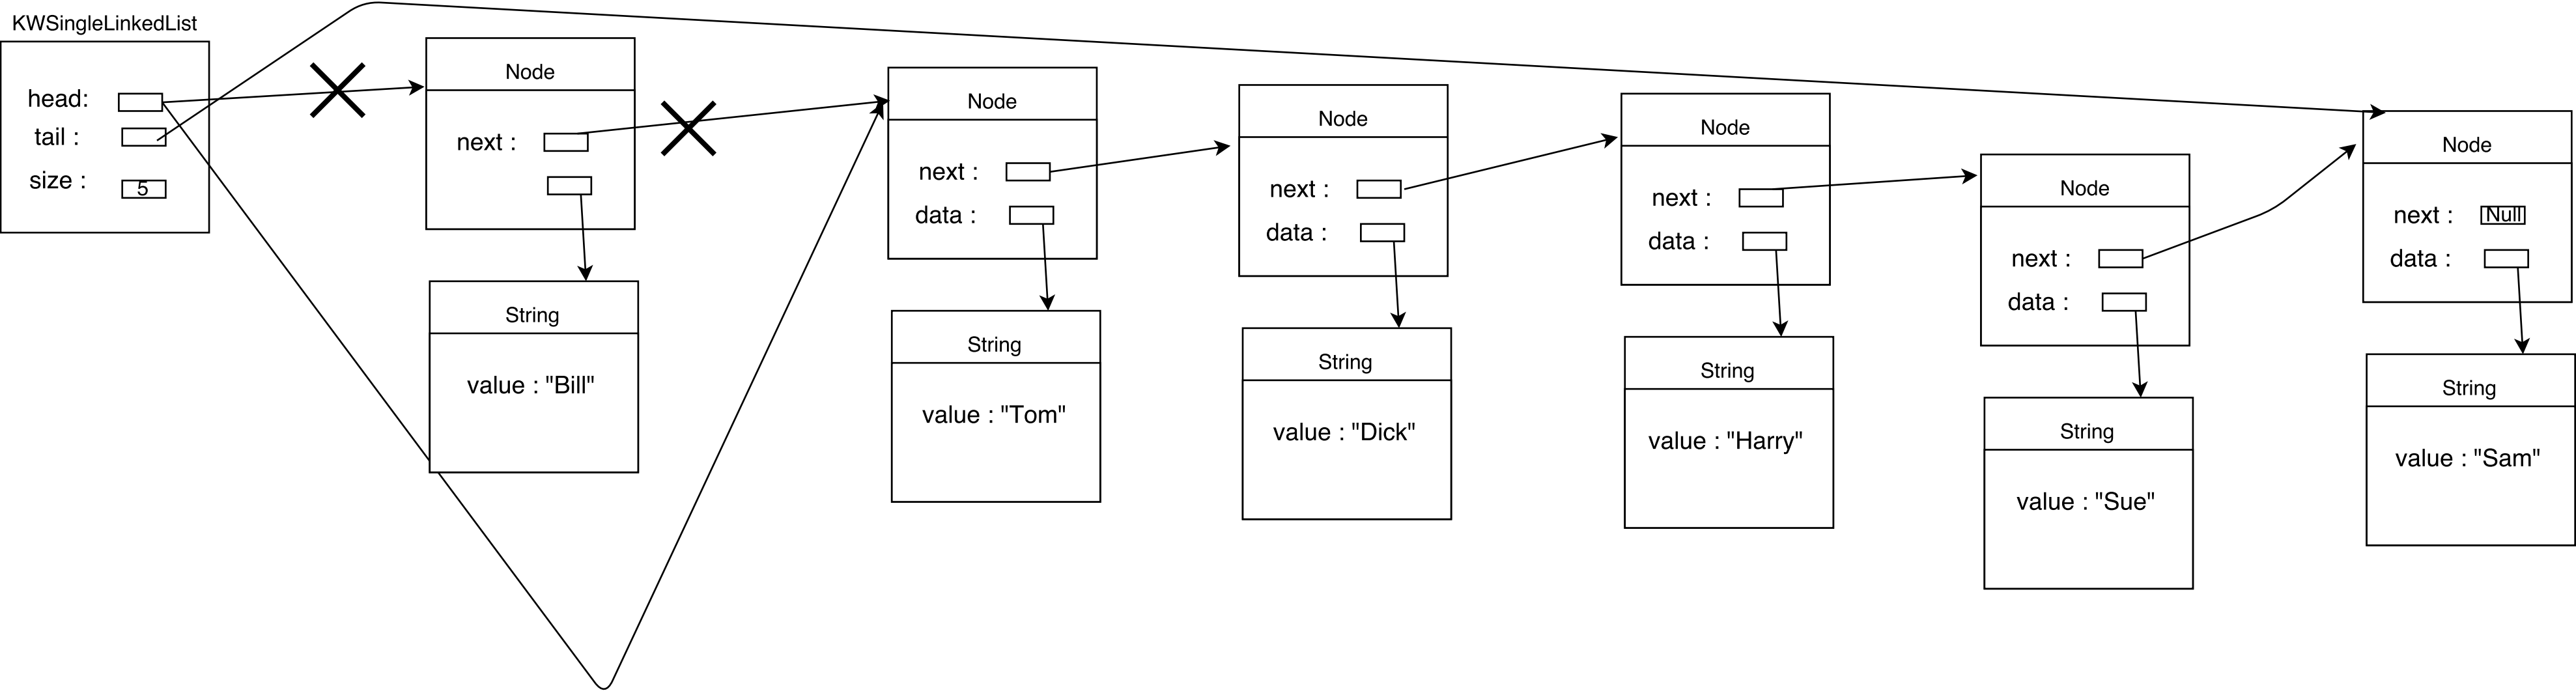 KWSingleLinkedList
head:
tail :
size :
5
Node
next :
String
value : "Bill"
Node
next :
data :
String
value : "Tom"
Node
next :
data :
String
value : "Dick"
Node
next :
data :
String
value : "Harry"
Node
next :
data :
String
value : "Sue"
Node
next :
Null
data :
String
value : "Sam"